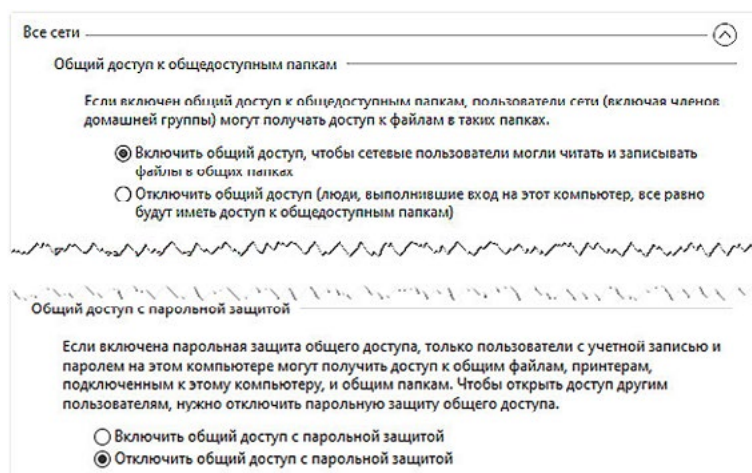 Все сети
Общий доступ к общедоступным папкам
Если включен общий доступ к общедоступным папкам, пользователи сети (включая членов
домашней группы) могут получать доступ к файлам в таких папках.
Включить общий доступ, чтобы сетевые пользователи могли читать и записывать
файлы в общих папках
Отключить общий доступ (люди, выполнившие вход на этот компьютер, все равно
будут иметь доступ к общедоступным папкам)
Общий доступ с парольной защитой
Если включена парольная защита общего доступа, только пользователи с учетной записью и
паролем на этом компьютере могут получить доступ к общим файлам, принтерам,
подключенным к этому компьютеру, и общим папкам. Чтобы открыть доступ другим
пользователям, нужно отключить парольную защиту общего доступа.
Включить общий доступ с парольной защитой
Отключить общий доступ с парольной защитой